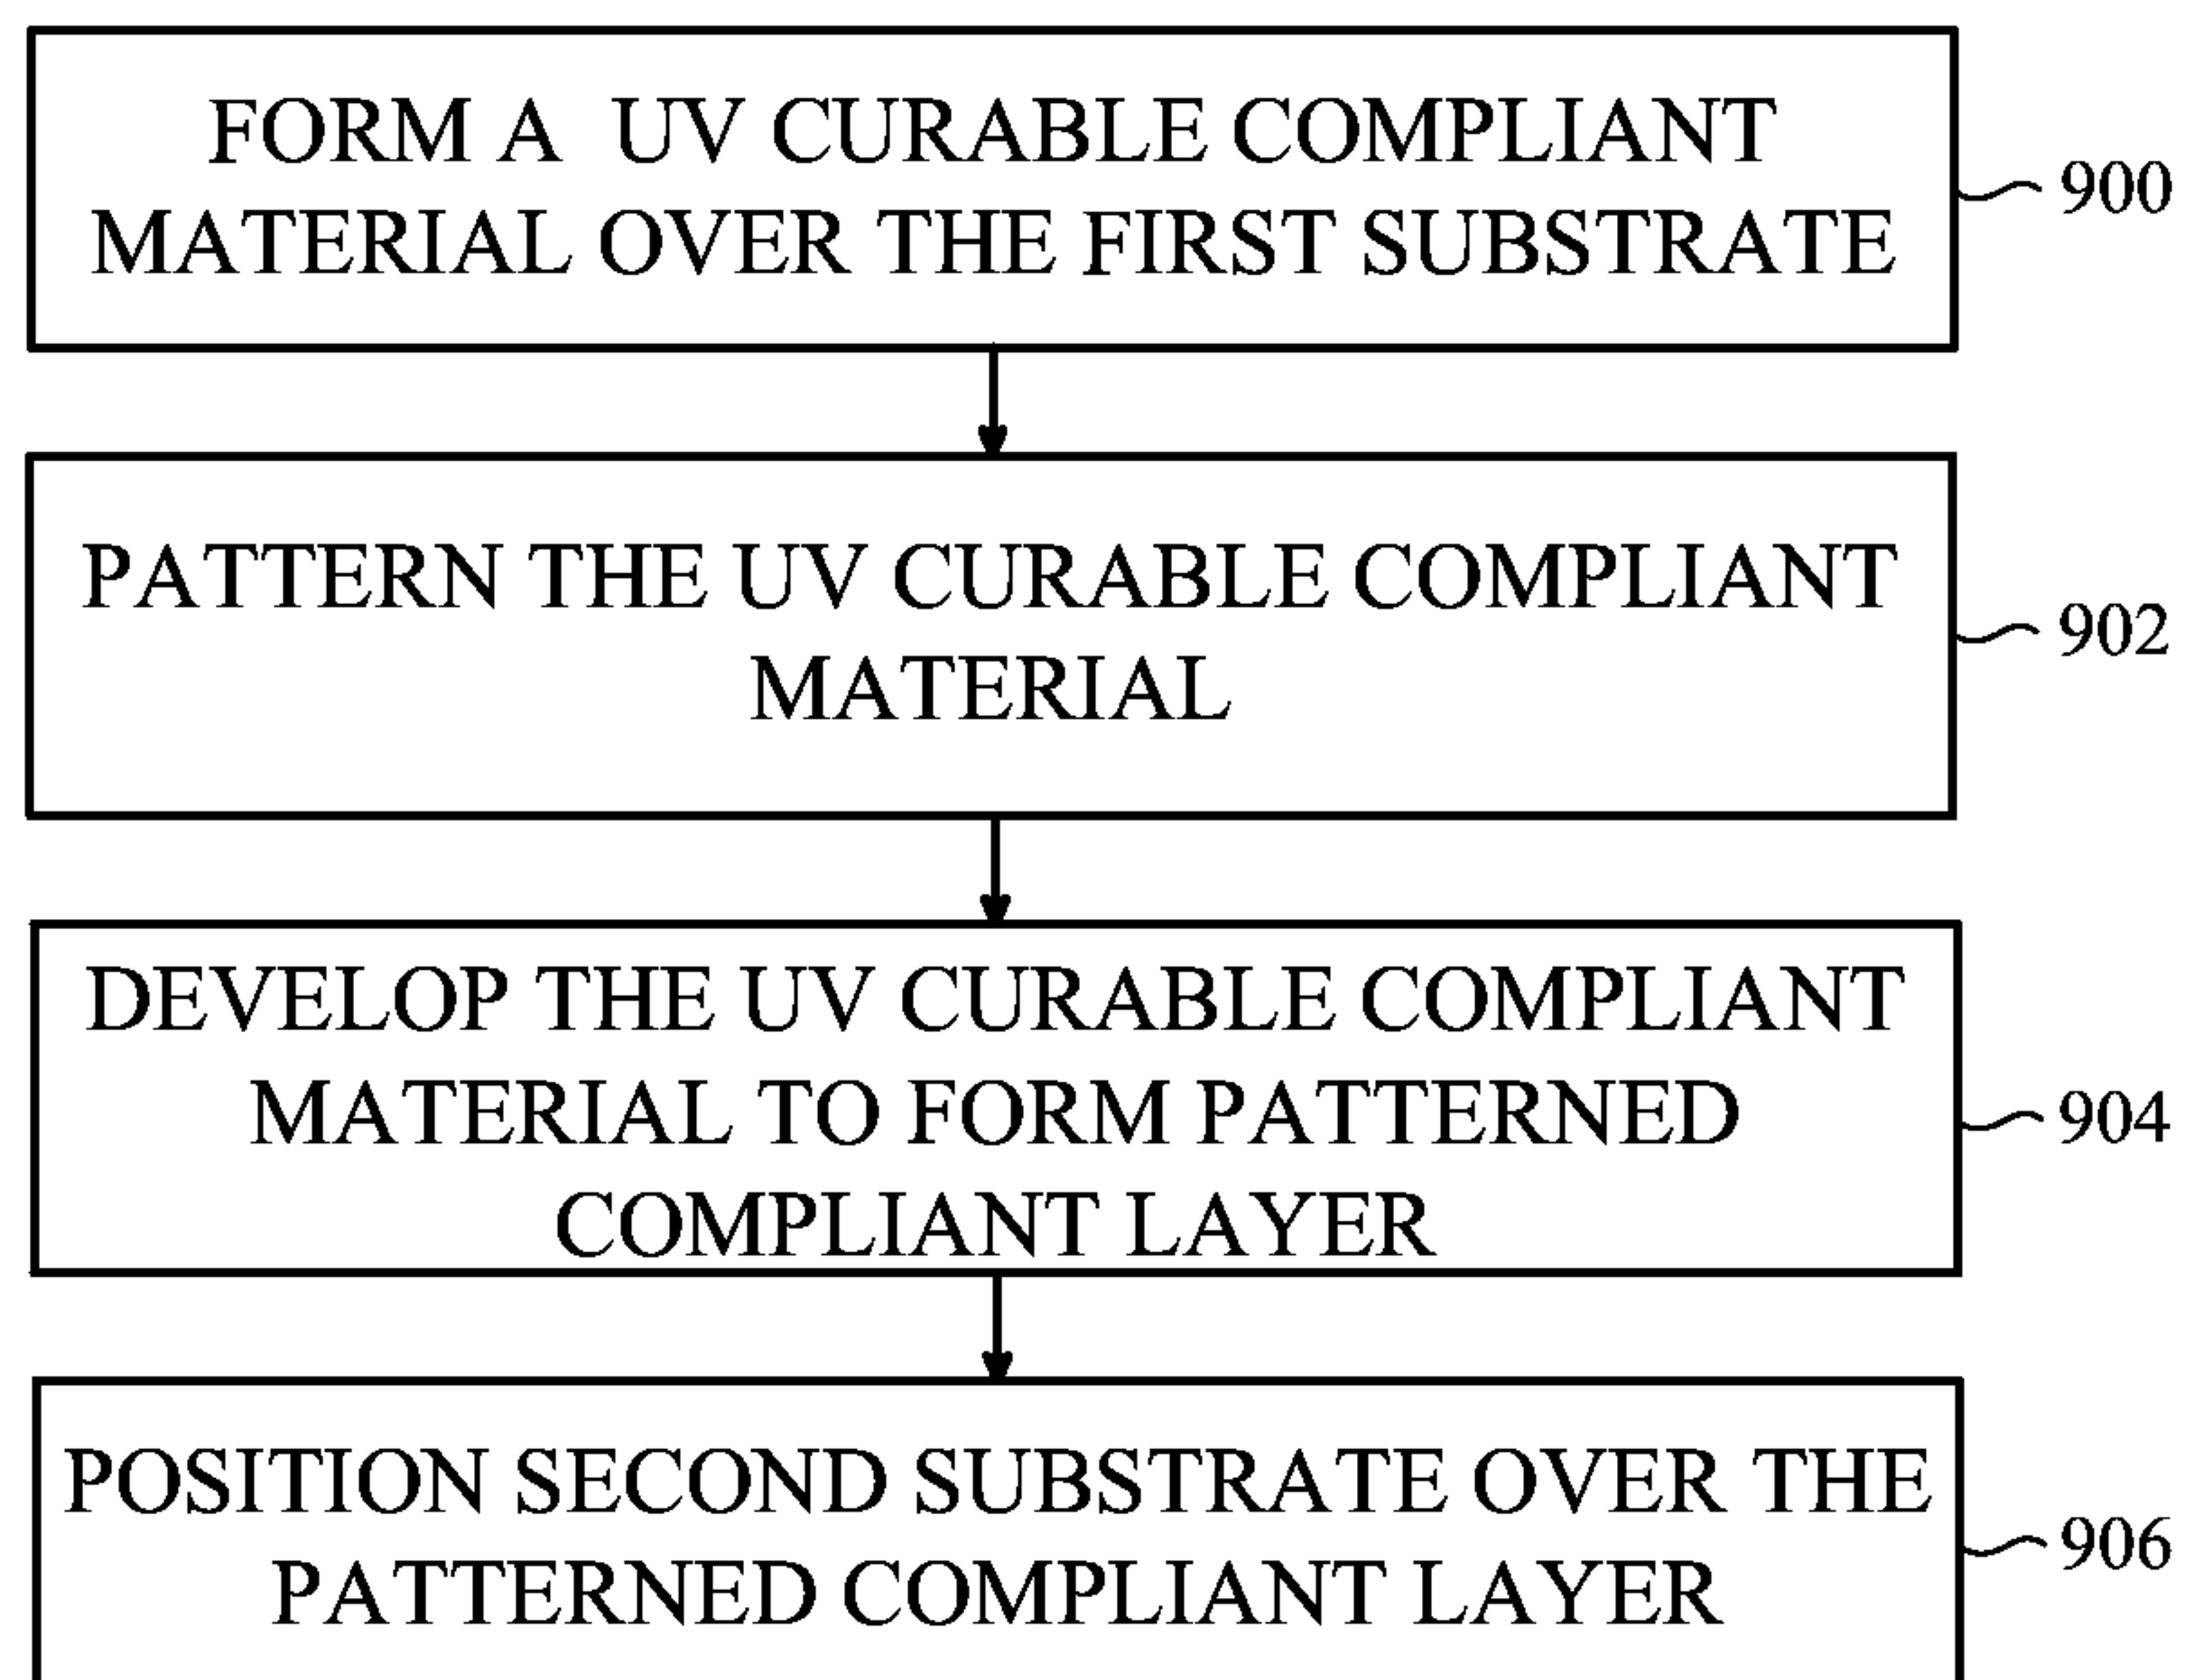 FORM A UV CURABLE COMPLIANT
MATERIAL OVER THE FIRST SUBSTRATE
900
PATTERN THE UV CURABLE COMPLIANT
MATERIAL
902
DEVELOP THE UV CURABLE COMPLIANT
MATERIAL TO FORM PATTERNED
COMPLIANT LAYER
904
POSITION SECOND SUBSTRATE OVER THE
PATTERNED COMPLIANT LAYER
906